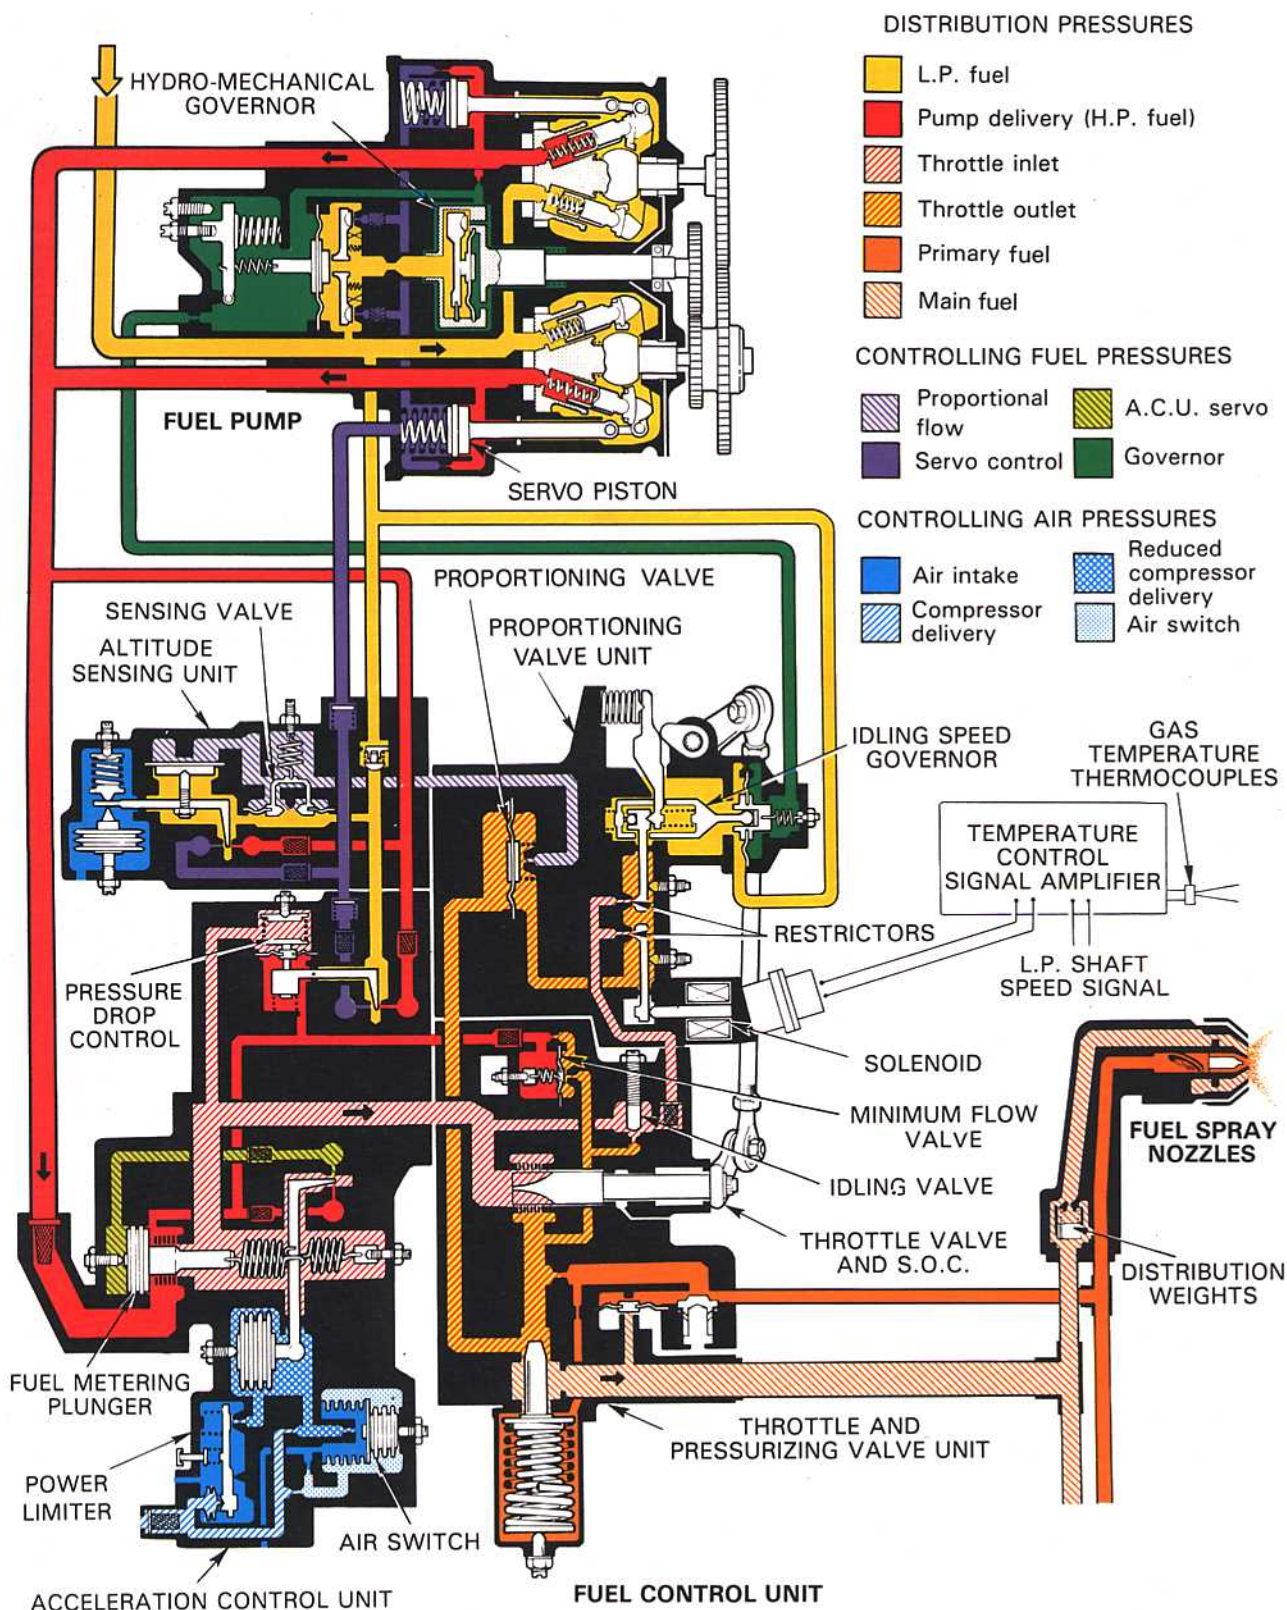 DISTRIBUTION PRESSURES
L.P. fuel
Pump delivery (H.P. fuel)
Throttle inlet
Throttle outlet
Primary fuel
Main fuel
CONTROLLING FUEL PRESSURES
Proportional
flow
A.C.U. servo
Servo control
Governor
CONTROLLING AIR PRESSURES
Air intake
Reduced
compressor
delivery
Compressor
delivery
Air switch
HYDRO-MECHANICAL
GOVERNOR
FUEL PUMP
SERVO PISTON
SENSING VALVE
ALTITUDE
SENSING UNIT
PROPORTIONING VALVE
PROPORTIONING
VALVE UNIT
IDLING SPEED
GOVERNOR
GAS
TEMPERATURE
THERMOCOUPLES
TEMPERATURE
CONTROL
SIGNAL AMPLIFIER
RESTRICTORS
L.P. SHAFT
SPEED SIGNAL
PRESSURE
DROP
CONTROL
SOLENOID
MINIMUM FLOW
VALVE
FUEL SPRAY
NOZZLES
IDLING VALVE
THROTTLE VALVE
AND S.O.C.
DISTRIBUTION
WEIGHTS
FUEL METERING
PLUNGER
THROTTLE AND
PRESSURIZING VALVE UNIT
POWER
LIMITER
AIR SWITCH
ACCELERATION CONTROL UNIT
FUEL CONTROL UNIT